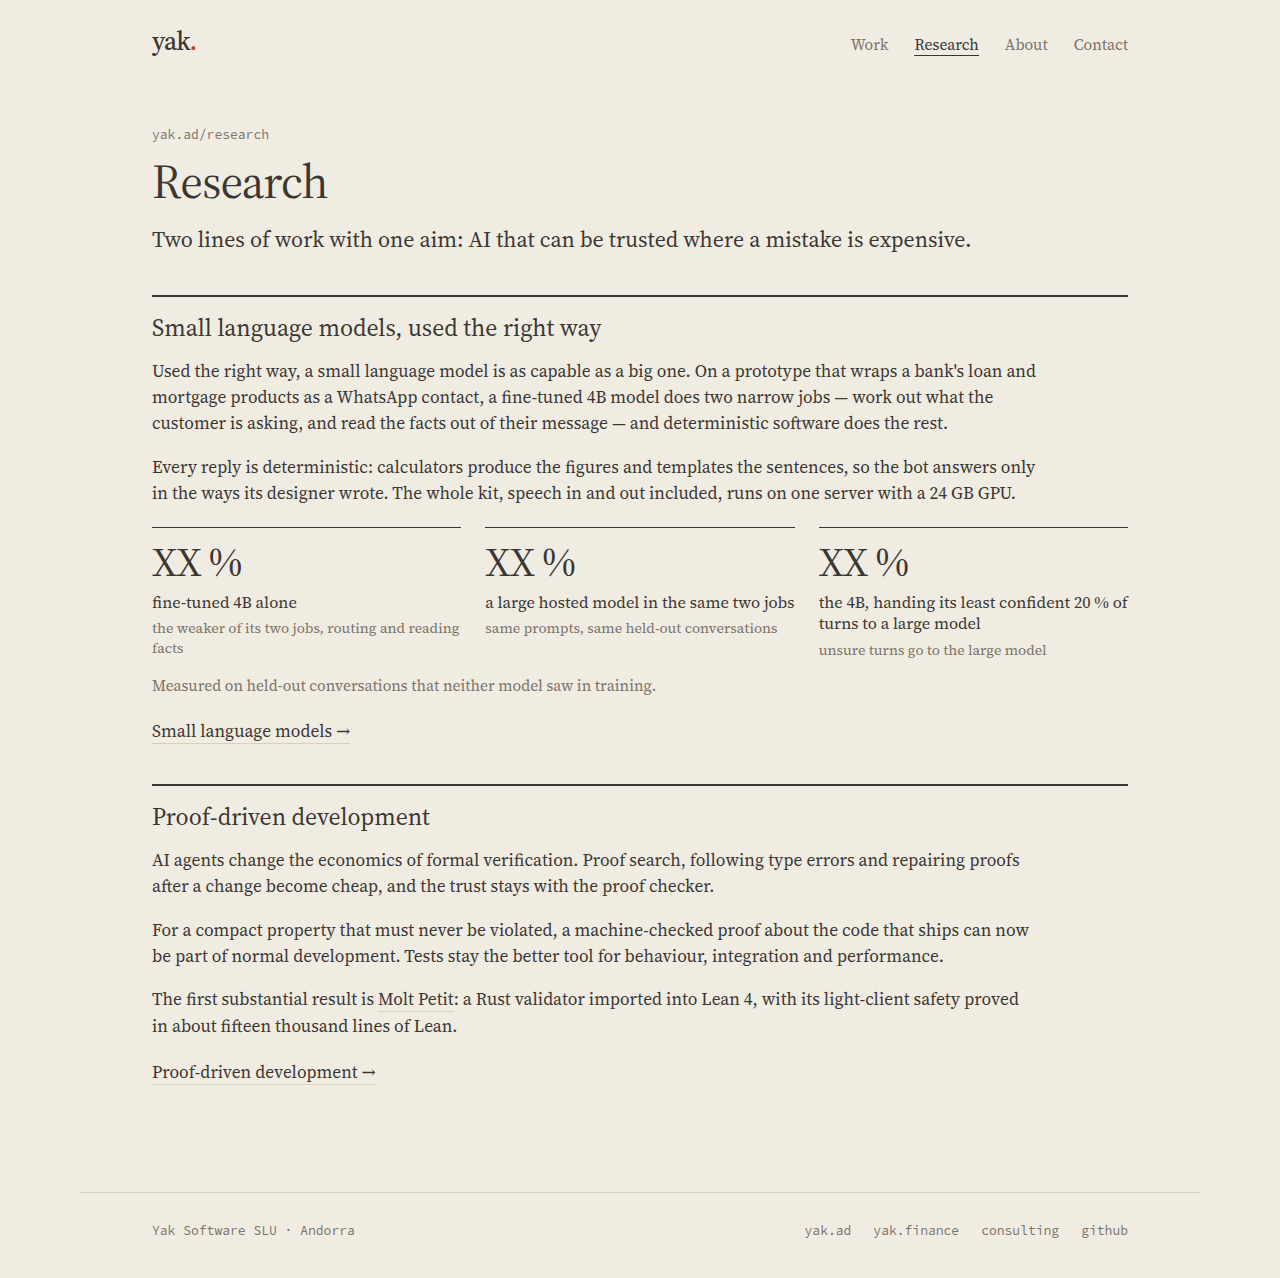 yak.
Work Research About Contact
yak.ad/research
Research
Two lines of work with one aim: AI that can be trusted where a mistake is expensive.
Small language models, used the right way
Used the right way, a small language model is as capable as a big one. On a prototype that wraps a bank's loan and
mortgage products as a WhatsApp contact, a fine-tuned 4B model does two narrow jobs — work out what the
customer is asking, and read the facts out of their message — and deterministic software does the rest.
Every reply is deterministic: calculators produce the figures and templates the sentences, so the bot answers only
in the ways its designer wrote. The whole kit, speech in and out included, runs on one server with a 24 GB GPU.
XX %
fine-tuned 4B alone
the weaker of its two jobs, routing and reading
facts
XX %
a large hosted model in the same two jobs
same prompts, same held-out conversations
XX %
the 4B, handing its least confident 20 % of
turns to a large model
unsure turns go to the large model
Measured on held-out conversations that neither model saw in training.
Small language models →
Proof-driven development
AI agents change the economics of formal verification. Proof search, following type errors and repairing proofs
after a change become cheap, and the trust stays with the proof checker.
For a compact property that must never be violated, a machine-checked proof about the code that ships can now
be part of normal development. Tests stay the better tool for behaviour, integration and performance.
The first substantial result is Molt Petit: a Rust validator imported into Lean 4, with its light-client safety proved
in about fifteen thousand lines of Lean.
Proof-driven development →
Yak Software SLU · Andorra
yak.ad yak.finance consulting github